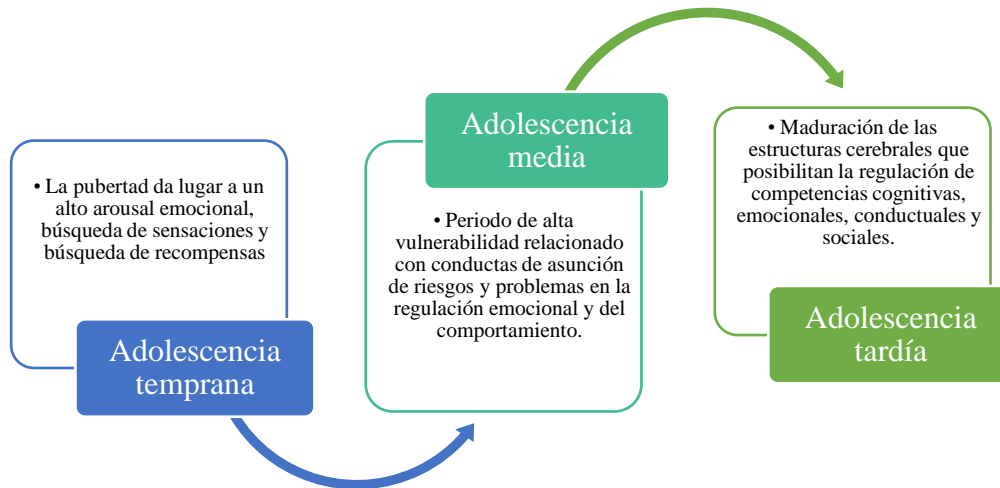 • La pubertad da lugar a un
alto arousal emocional,
búsqueda de sensaciones y
búsqueda de recompensas
Adolescencia
temprana
Adolescencia
media
• Periodo de alta
vulnerabilidad relacionado
con conductas de asunción
de riesgos y problemas en la
regulación emocional y del
comportamiento.
• Maduración de las
estructuras cerebrales que
posibilitan la regulación de
competencias cognitivas,
emocionales, conductuales y
sociales.
Adolescencia
tardía